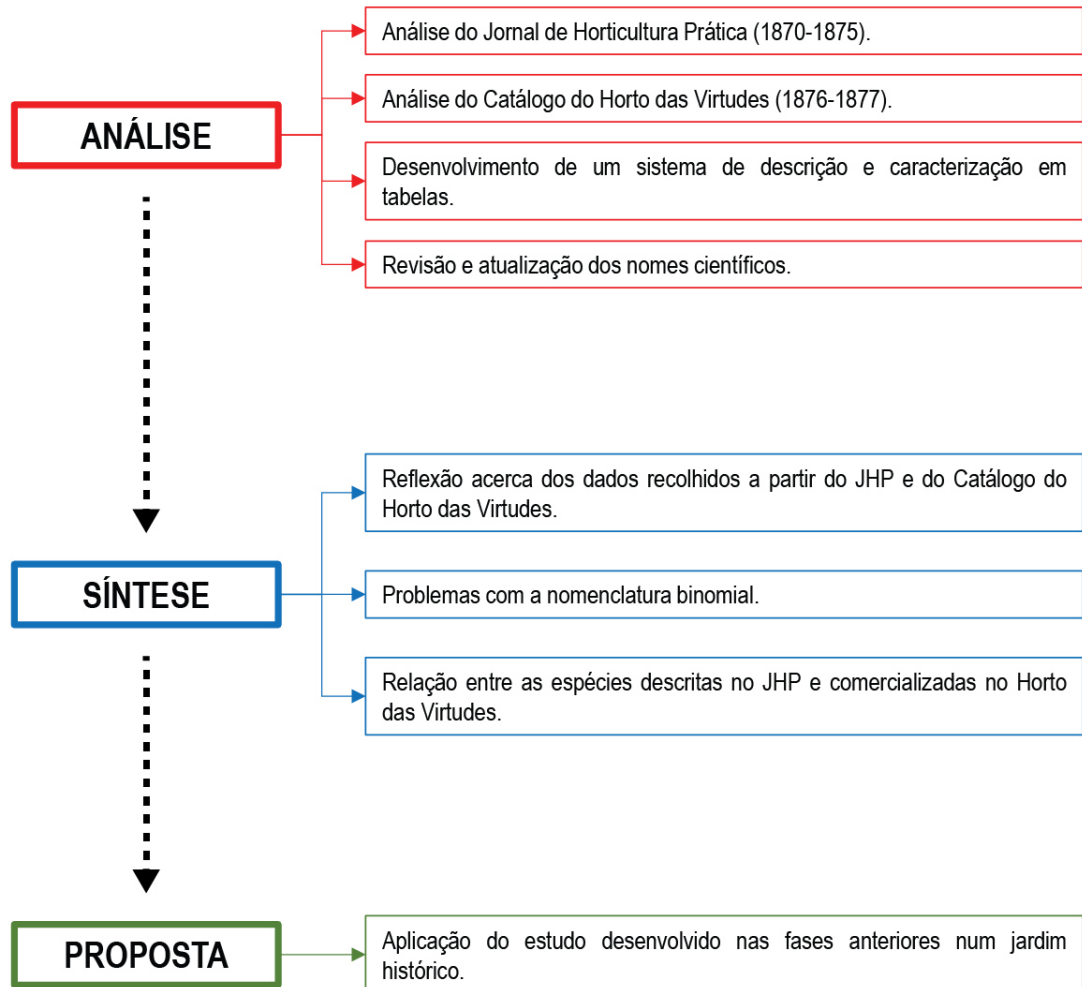 ANÁLISE
Análise do Jornal de Horticultura Prática (1870-1875).
Análise do Catálogo do Horto das Virtudes (1876-1877).
Desenvolvimento de um sistema de descrição e caracterização em
tabelas.
Revisão e atualização dos nomes científicos.
SÍNTESE
Reflexão acerca dos dados recolhidos a partir do JHP e do Catálogo do
Horto das Virtudes.
Problemas com a nomenclatura binomial.
Relação entre as espécies descritas no JHP e comercializadas no Horto
das Virtudes.
PROPOSTA
Aplicação do estudo desenvolvido nas fases anteriores num jardim
histórico.